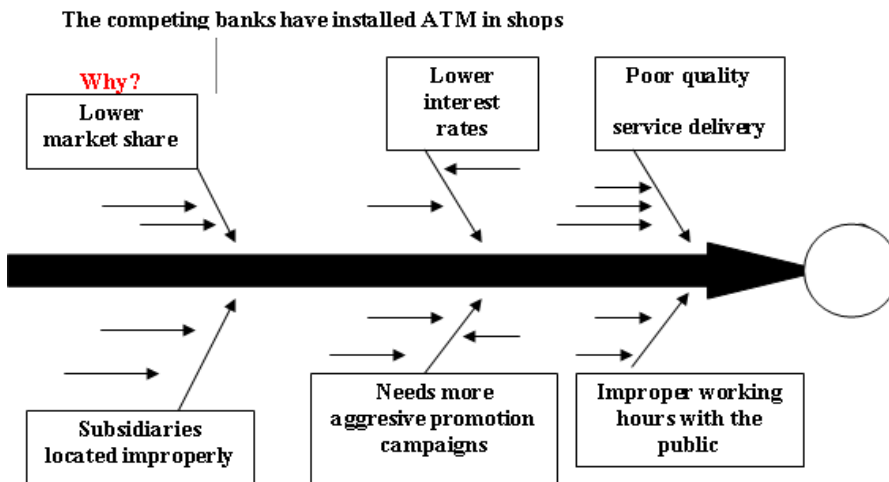 The competing banks have installed ATM in shops
Why?
Lower
market share
Lower
interest
rates
Poor quality
service delivery
Subsidiaries
located improperly
Needs more
aggresive promotion
campaigns
Improper working
hours with the
public